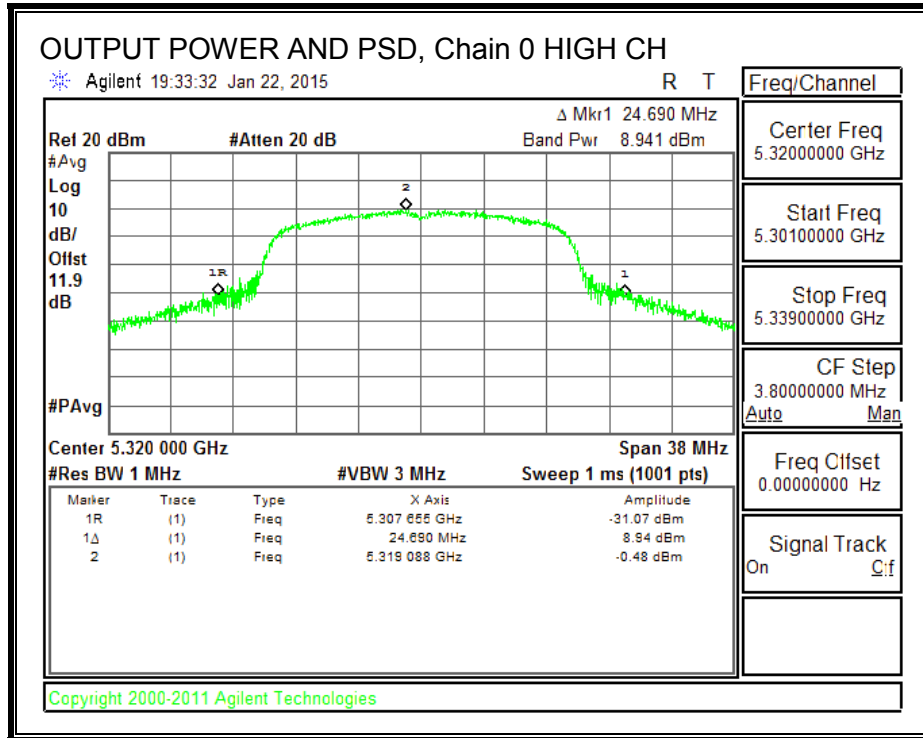 OUTPUT POWER AND PSD, Chain 0 HIGH CH
Agilent 19:33:32 Jan 22, 2015 R T
Freq/Channel
Δ Mkr1 24.690 MHz
Ref 20 dBm #Atten 20 dB Band Pwr 8.941 dBm
#Avg
Log
10
dB/
Offst
11.9
dB
#PAvg
2
1R
1
Center 5.320 000 GHz Span 38 MHz
#Res BW 1 MHz #VBW 3 MHz Sweep 1 ms (1001 pts)
Marker Trace Type X Axis Amplitude
1R (1) Freq 5.307 655 GHz -31.07 dBm
1Δ (1) Freq 24.690 MHz 8.94 dBm
2 (1) Freq 5.319 088 GHz -0.48 dBm
Center Freq
5.32000000 GHz
Start Freq
5.30100000 GHz
Stop Freq
5.33900000 GHz
CF Step
3.80000000 MHz
Auto Man
Freq Offset
0.00000000 Hz
Signal Track
On Off
Copyright 2000-2011 Agilent Technologies